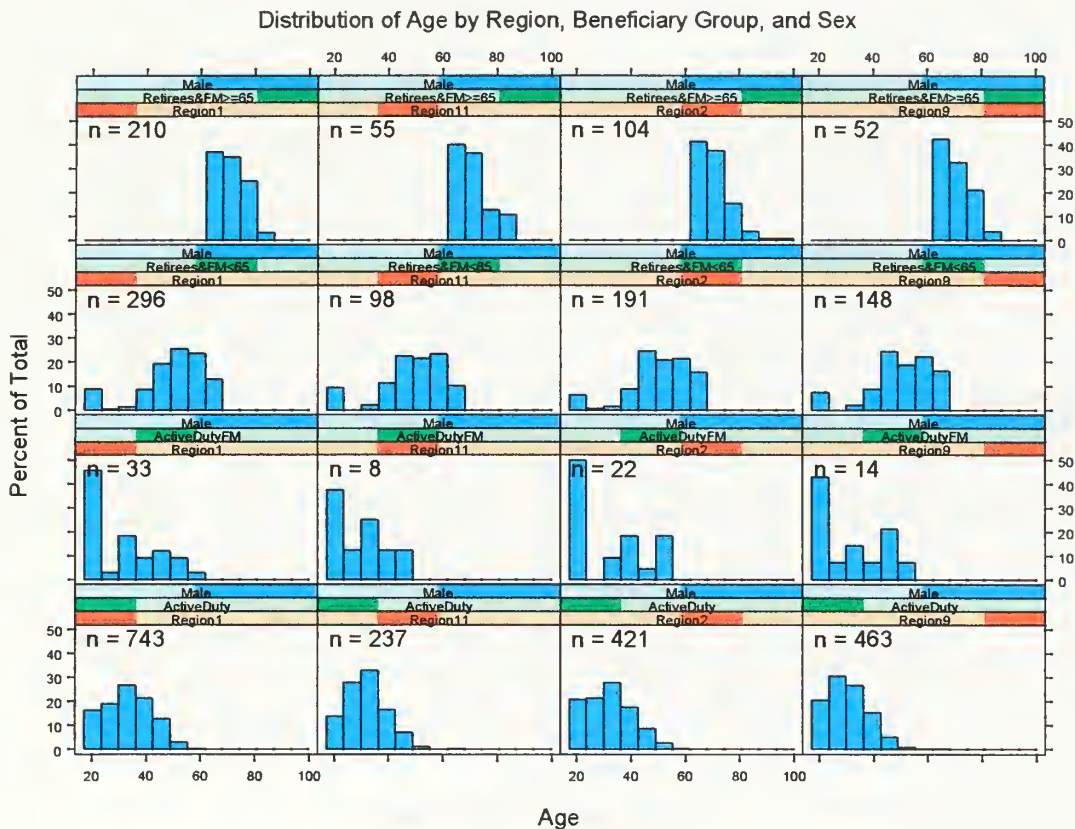 Distribution of Age by Region, Beneficiary Group, and Sex
20 40 60 80 100 20 40 60 80 100
Male Male Male Male
Retirees&FM>=65 Retirees&FM>=65 Retirees&FM>=65 Retirees&FM>=65
Region1 Region11 Region2 Region9
n = 210 n = 55 n = 104 n = 52
50
40
30
20
10
0
Male Male Male Male
Retirees&FM<65 Retirees&FM<65 Retirees&FM<65 Retirees&FM<65
Region1 Region11 Region2 Region9
n = 296 n = 98 n = 191 n = 148
50
40
30
20
10
0
Male Male Male Male
ActiveDutyFM ActiveDutyFM ActiveDutyFM ActiveDutyFM
Region1 Region11 Region2 Region9
n = 33 n = 8 n = 22 n = 14
50
40
30
20
10
0
Male Male Male Male
ActiveDuty ActiveDuty ActiveDuty ActiveDuty
Region1 Region11 Region2 Region9
n = 743 n = 237 n = 421 n = 463
50
40
30
20
10
0
20 40 60 80 100 20 40 60 80 100
Percent of Total
Age